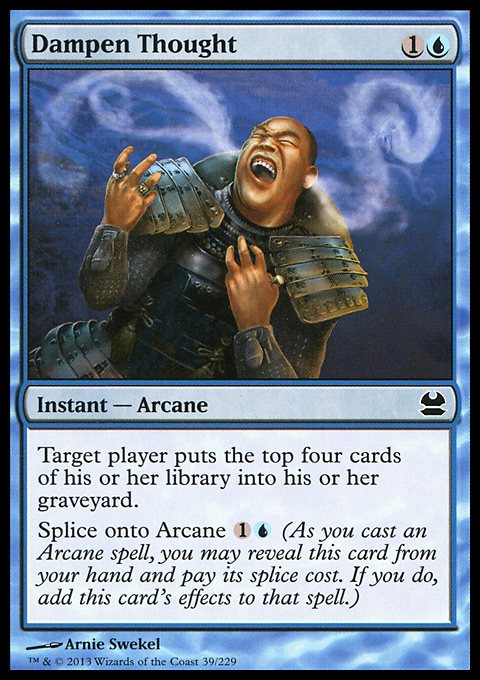 Dampen Thought 1
Instant — Arcane
Target player puts the top four cards
of his or her library into his or her
graveyard.
Splice onto Arcane 1 (As you cast an
Arcane spell, you may reveal this card from
your hand and pay its splice cost. If you do,
add this card's effects to that spell.)
Arnie Swekel
™ & © 2013 Wizards of the Coast 39/229